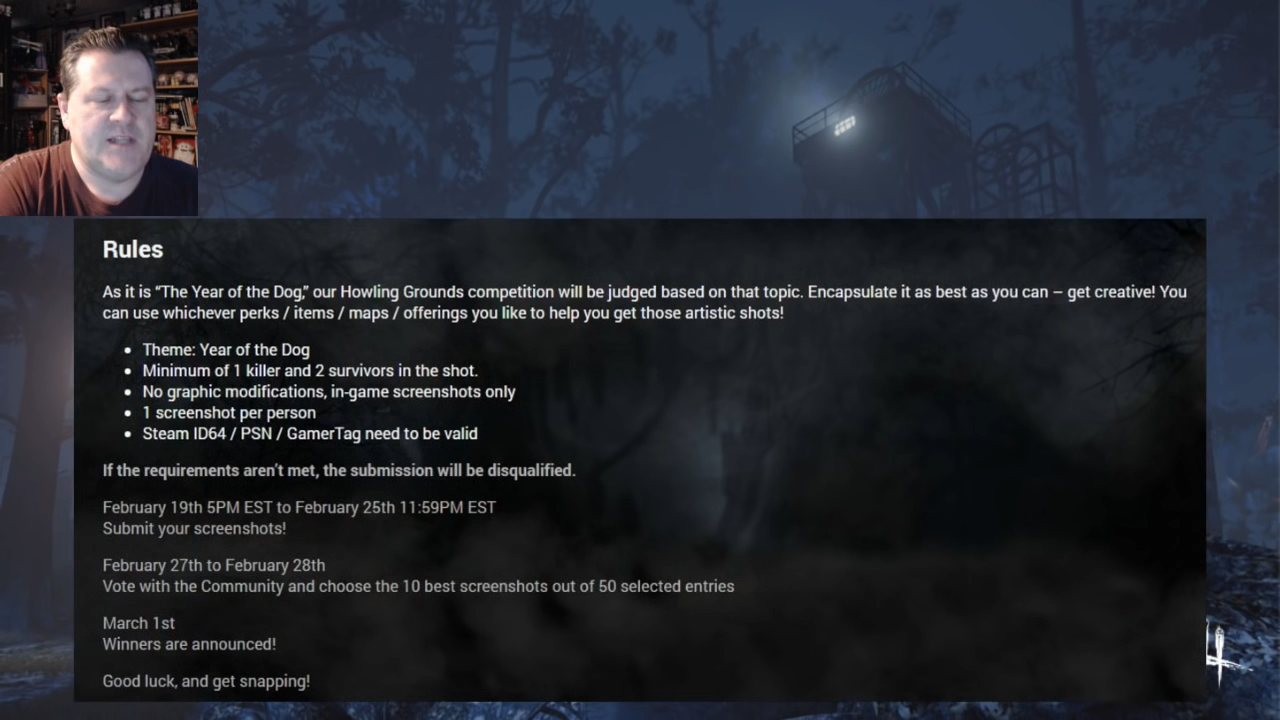 Rules
As it is “The Year of the Dog,” our Howling Grounds competition will be judged based on that topic. Encapsulate it as best as you can – get creative! You
can use whichever perks / items / maps / offerings you like to help you get those artistic shots!
• Theme: Year of the Dog
• Minimum of 1 killer and 2 survivors in the shot.
• No graphic modifications, in-game screenshots only
• 1 screenshot per person
• Steam ID64 / PSN / GamerTag need to be valid
If the requirements aren't met, the submission will be disqualified.
February 19th 5PM EST to February 25th 11:59PM EST
Submit your screenshots!
February 27th to February 28th
Vote with the Community and choose the 10 best screenshots out of 50 selected entries
March 1st
Winners are announced!
Good luck, and get snapping!